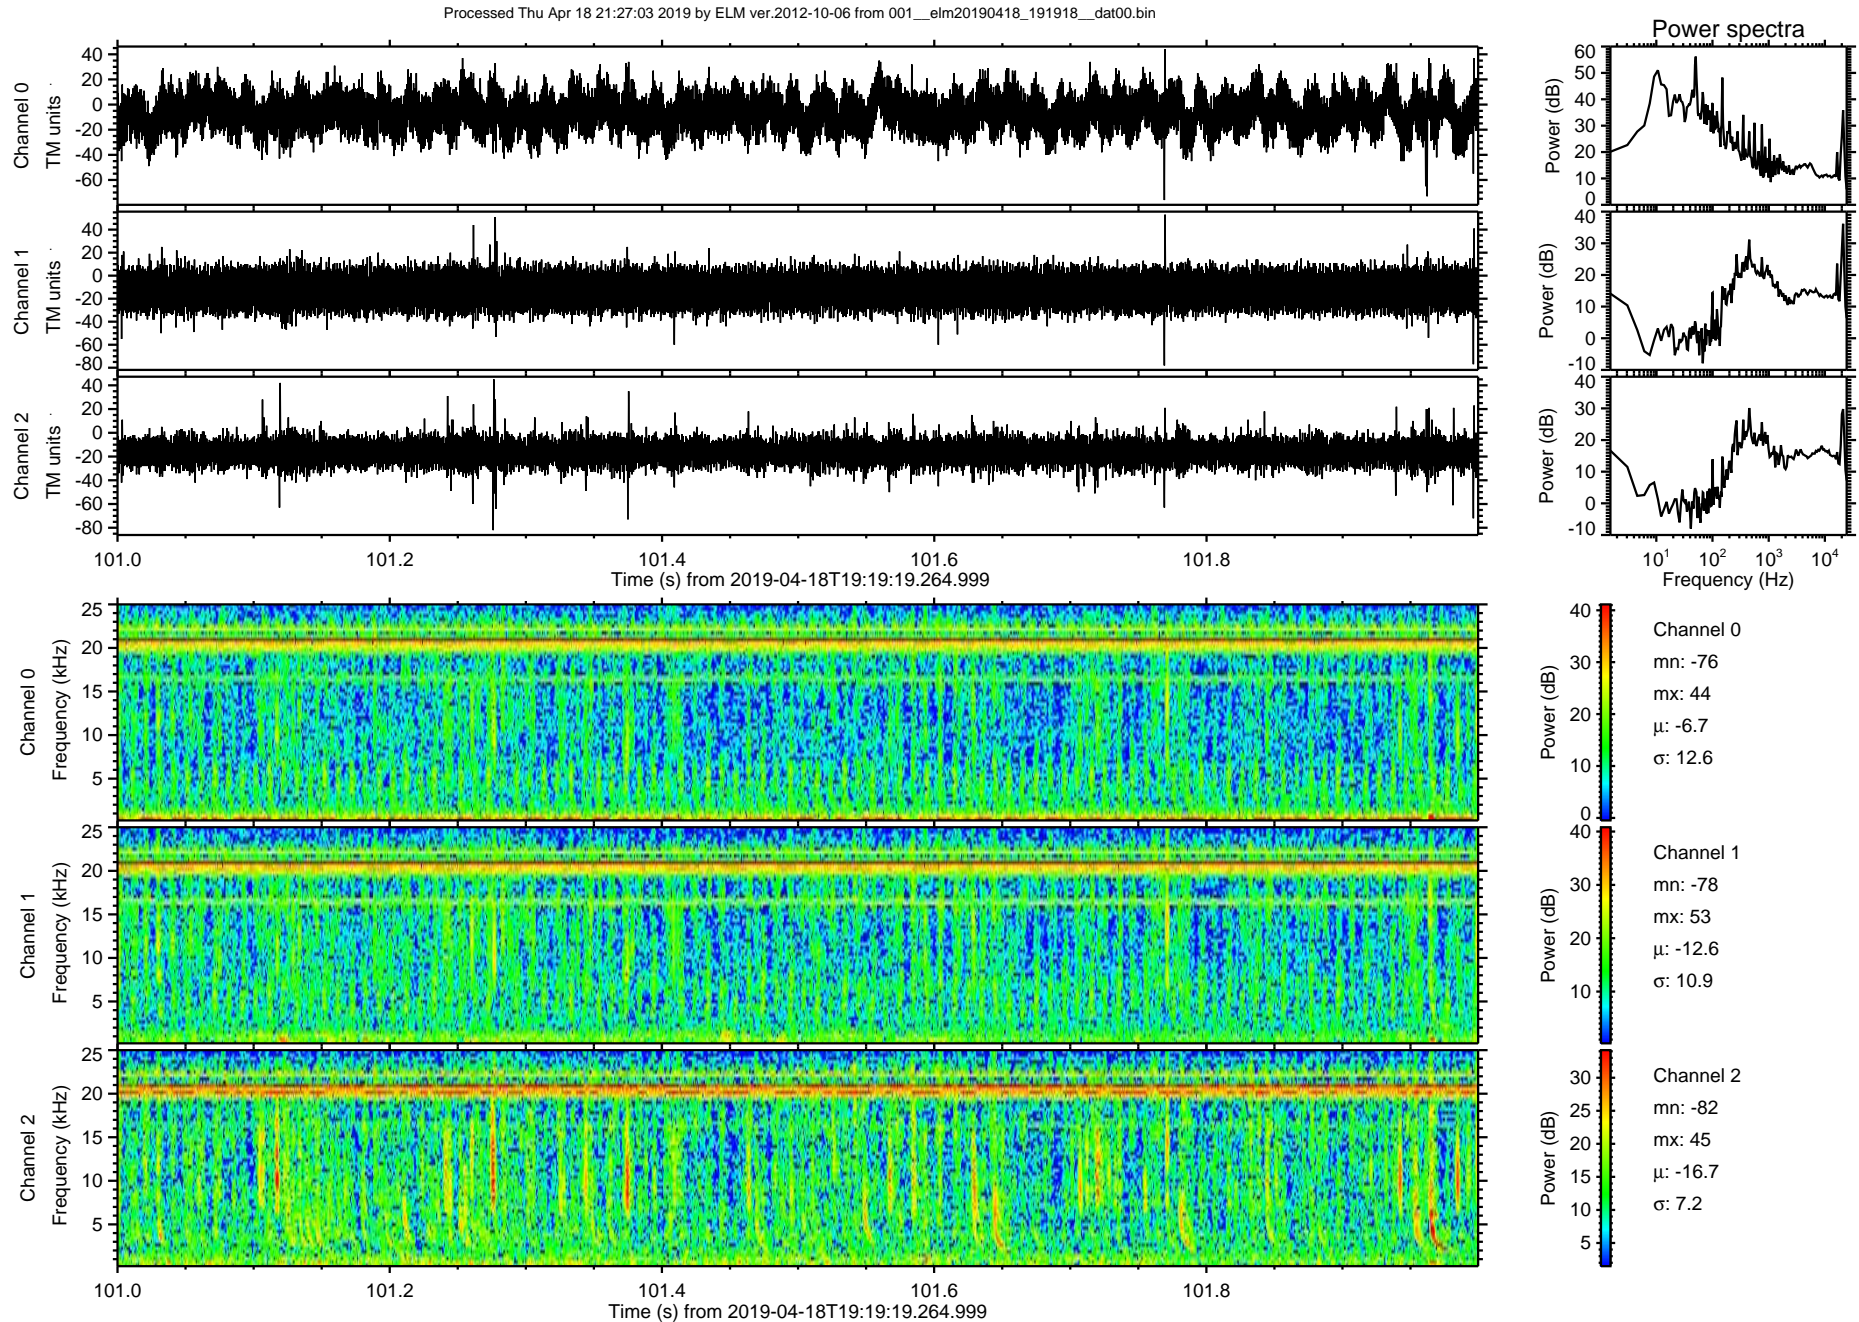 Processed Thu Apr 18 21:27:03 2019 by ELM ver.2012-10-06 from 001__elm20190418_191918__dat00.bin
Power spectra
Channel 0
TM units
40
20
0
-20
-40
-60
Power (dB)
60
50
40
30
20
10
0
Channel 1
TM units
40
20
0
-20
-40
-60
-80
Power (dB)
40
30
20
10
0
-10
Channel 2
TM units
40
20
0
-20
-40
-60
-80
Power (dB)
40
30
20
10
0
-10
101.0 101.2 101.4 101.6 101.8
Time (s) from 2019-04-18T19:19:19.264.999
10¹ 10² 10³ 10⁴
Frequency (Hz)
Channel 0
Frequency (kHz)
25
20
15
10
5
Power (dB)
40
30
20
10
0
Channel 0
mn: -76
mx: 44
μ: -6.7
σ: 12.6
Channel 1
Frequency (kHz)
25
20
15
10
5
Power (dB)
40
30
20
10
Channel 1
mn: -78
mx: 53
μ: -12.6
σ: 10.9
Channel 2
Frequency (kHz)
25
20
15
10
5
Power (dB)
30
25
20
15
10
5
Channel 2
mn: -82
mx: 45
μ: -16.7
σ: 7.2
101.0 101.2 101.4 101.6 101.8
Time (s) from 2019-04-18T19:19:19.264.999